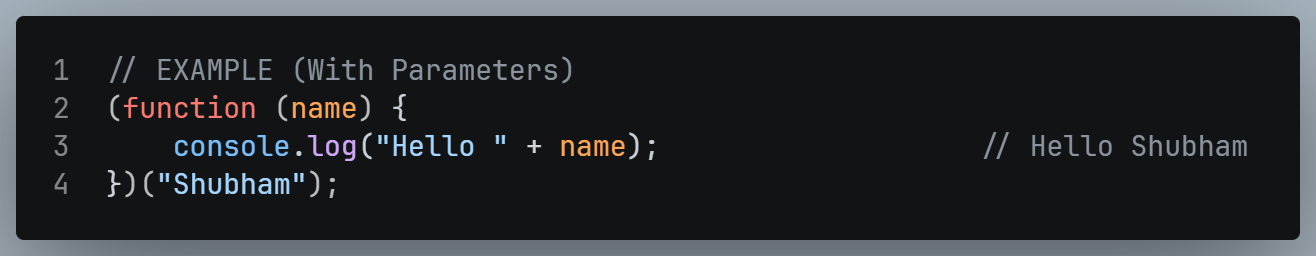 1 // EXAMPLE (With Parameters)
2 (function (name) {
3     console.log("Hello " + name);                    // Hello Shubham
4 })("Shubham");